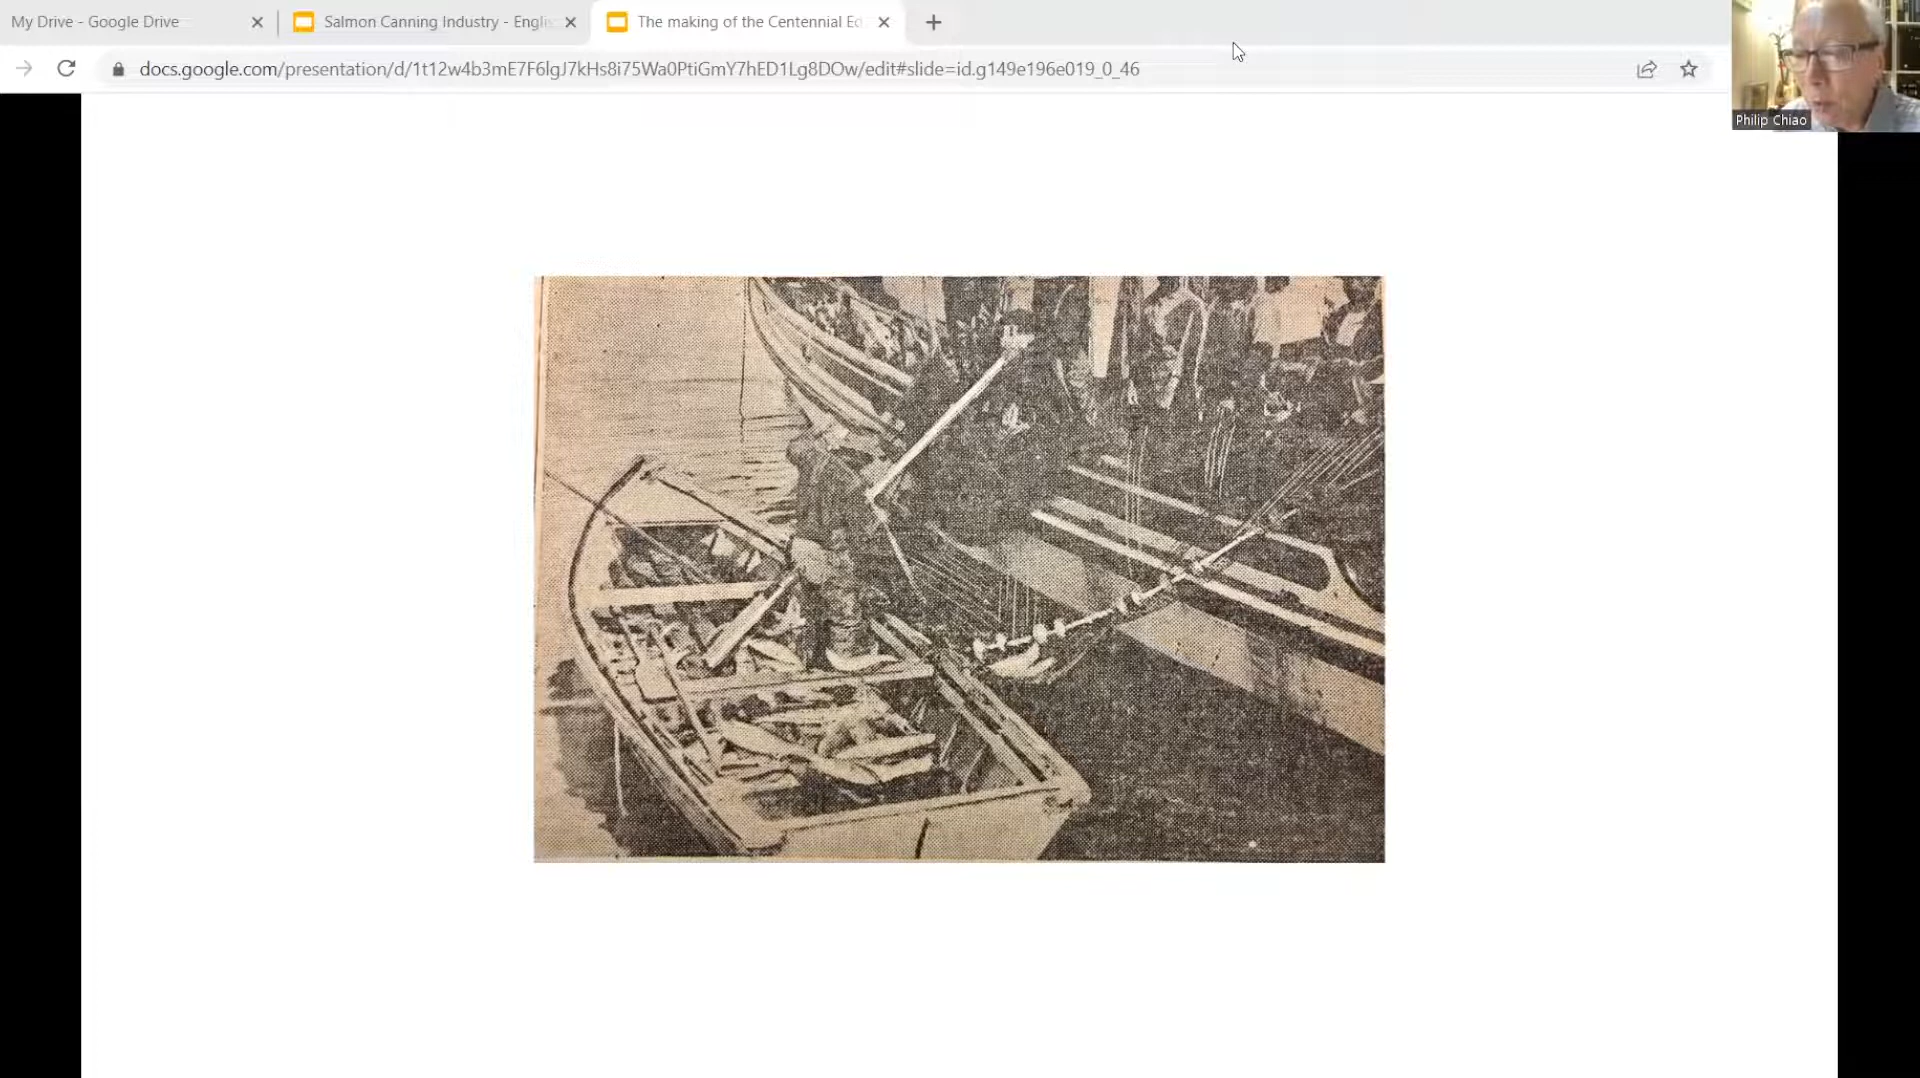 My Drive - Google Drive
Salmon Canning Industry - Englis
The making of the Centennial Ed
docs.google.com/presentation/d/1t12w4b3mE7F6lgJ7kHs8i75Wa0PtiGmY7hED1Lg8DOw/edit#slide=id.g149e196e019_0_46
Philip Chiao